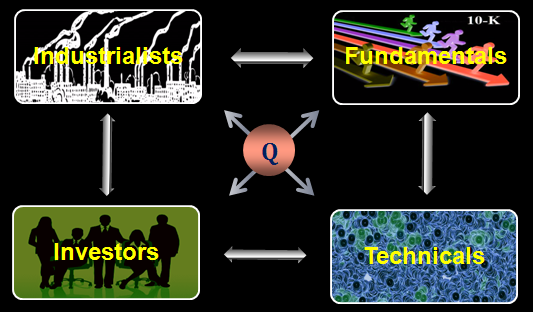 Industrialists
10-K
Fundamentals
Q
Investors
Technicals